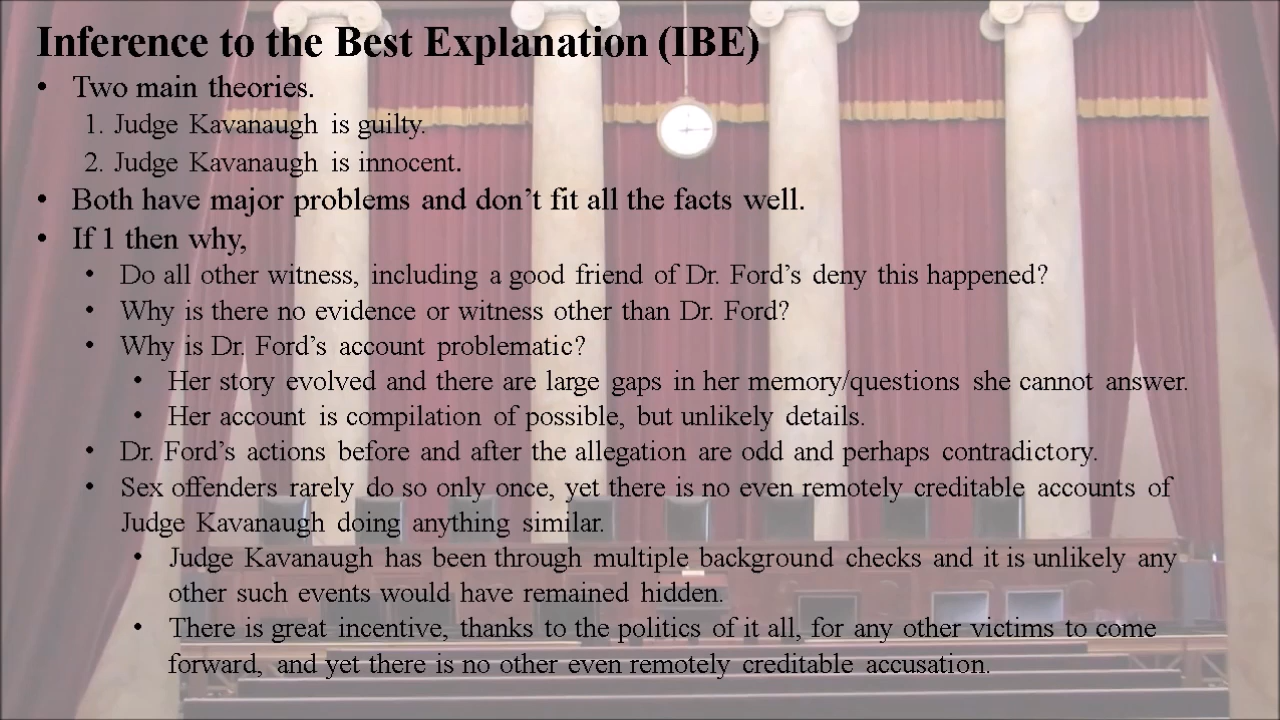 Inference to the Best Explanation (IBE)
• Two main theories.
1. Judge Kavanaugh is guilty.
2. Judge Kavanaugh is innocent.
• Both have major problems and don’t fit all the facts well.
• If 1 then why,
• Do all other witness, including a good friend of Dr. Ford’s deny this happened?
• Why is there no evidence or witness other than Dr. Ford?
• Why is Dr. Ford’s account problematic?
• Her story evolved and there are large gaps in her memory/questions she cannot answer.
• Her account is compilation of possible, but unlikely details.
• Dr. Ford’s actions before and after the allegation are odd and perhaps contradictory.
• Sex offenders rarely do so only once, yet there is no even remotely creditable accounts of
Judge Kavanaugh doing anything similar.
• Judge Kavanaugh has been through multiple background checks and it is unlikely any
other such events would have remained hidden.
• There is great incentive, thanks to the politics of it all, for any other victims to come
forward, and yet there is no other even remotely creditable accusation.